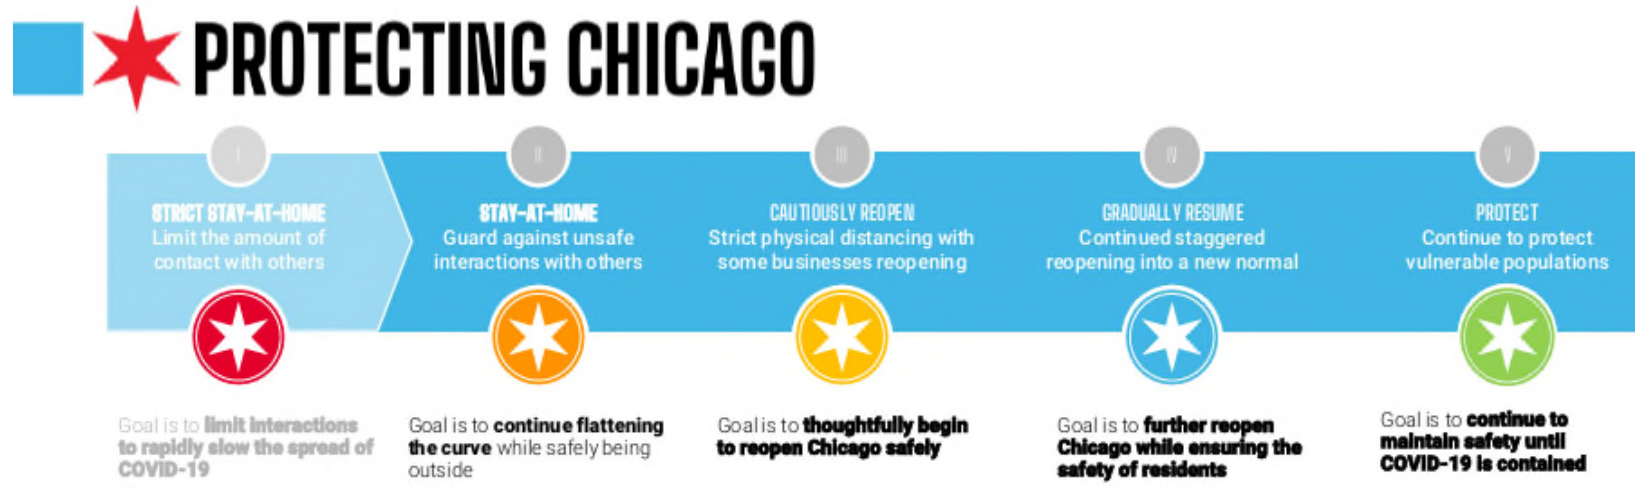 PROTECTING CHICAGO
I
STRICT STAY-AT-HOME
Limit the amount of
contact with others
Goal is to limit interactions
to rapidly slow the spread of
COVID-19
II
STAY-AT-HOME
Guard against unsafe
interactions with others
Goal is to continue flattening
the curve while safely being
outside
III
CAUTIOUSLY REOPEN
Strict physical distancing with
some businesses reopening
Goal is to thoughtfully begin
to reopen Chicago safely
IV
GRADUALLY RESUME
Continued staggered
reopening into a new normal
Goal is to further reopen
Chicago while ensuring the
safety of residents
V
PROTECT
Continue to protect
vulnerable populations
Goal is to continue to
maintain safety until
COVID-19 is contained